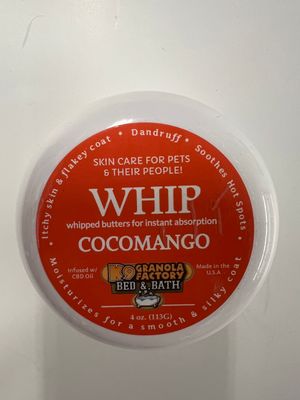 Itchy skin & flakey coat • Dandruff • Soothes Hot Spots •
SKIN CARE FOR PETS
& THEIR PEOPLE!
WHIP
whipped butters for instant absorption
COCOMANGO
Infused w/
CBD Oil
K9 GRANOLA
FACTORY
BED & BATH
Made in the
U.S.A
4 oz. (113G)
Moisturizes for a smooth & silky coat •